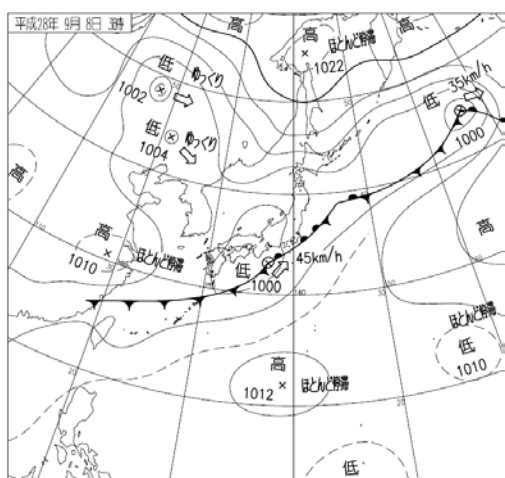 平成28年 9月 8日 3時
高
高
ほとんど停滞
1022
低
ゆっくり
1002
低
35km/h
1000
低
ゆっくり
1004
高
高
ほとんど停滞
1010
低
45km/h
1000
140
高
ほとんど停滞
低
1010
高
ほとんど停滞
1012
低